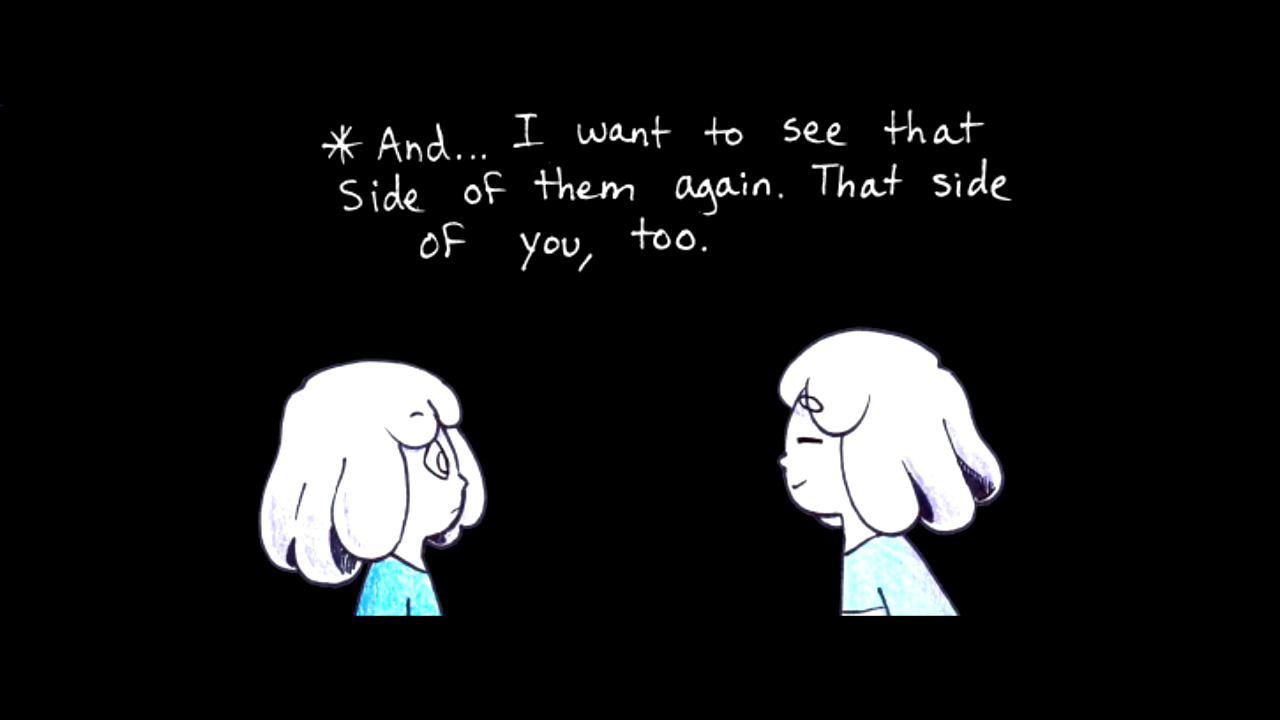 * And... I want to see that
side of them again. That side
of you, too.